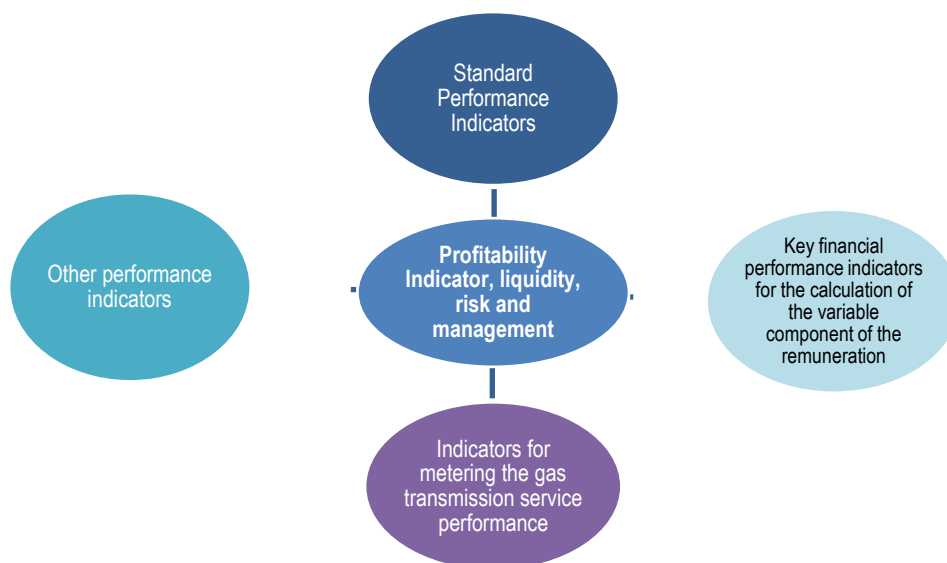 Standard
Performance
Indicators
Other performance
indicators
Profitability
Indicator, liquidity,
risk and
management
Key financial
performance indicators
for the calculation of
the variable
component of the
remuneration
Indicators for
metering the gas
transmission service
performance